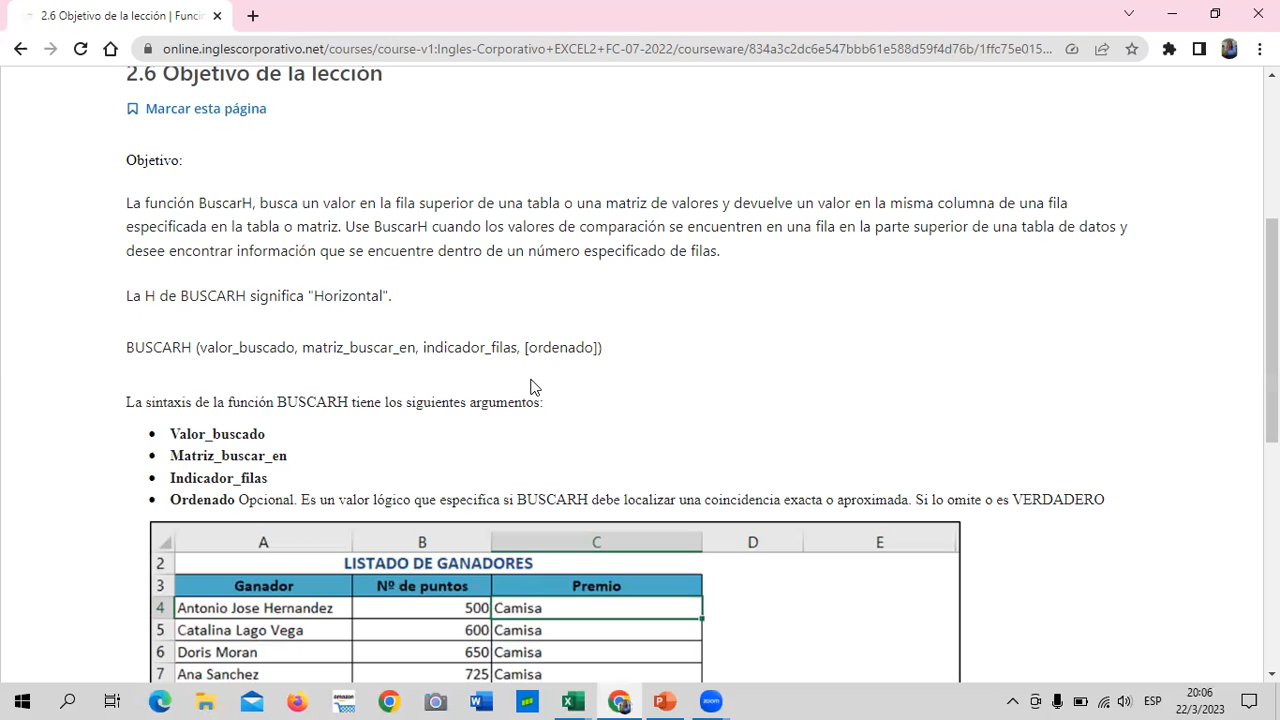 2.6 Objetivo de la lección | Funci
online.inglescorporativo.net/courses/course-v1:Ingles-Corporativo+EXCEL2+FC-07-2022/courseware/834a3c2dc6e547bbb61e588d59f4d76b/1ffc75e015...
2.6 Objetivo de la lección
Marcar esta página
Objetivo:
La función BuscarH, busca un valor en la fila superior de una tabla o una matriz de valores y devuelve un valor en la misma columna de una fila
especificada en la tabla o matriz. Use BuscarH cuando los valores de comparación se encuentren en una fila en la parte superior de una tabla de datos y
desee encontrar información que se encuentre dentro de un número especificado de filas.
La H de BUSCARH significa "Horizontal".
BUSCARH (valor_buscado, matriz_buscar_en, indicador_filas, [ordenado])
La sintaxis de la función BUSCARH tiene los siguientes argumentos:
• Valor_buscado
• Matriz_buscar_en
• Indicador_filas
• Ordenado Opcional. Es un valor lógico que especifica si BUSCARH debe localizar una coincidencia exacta o aproximada. Si lo omite o es VERDADERO
A B C D E
2 LISTADO DE GANADORES
3 Ganador Nº de puntos Premio
4 Antonio Jose Hernandez 500 Camisa
5 Catalina Lago Vega 600 Camisa
6 Doris Moran 650 Camisa
7 Ana Sanchez 725 Camisa
ESP
20:06
22/3/2023